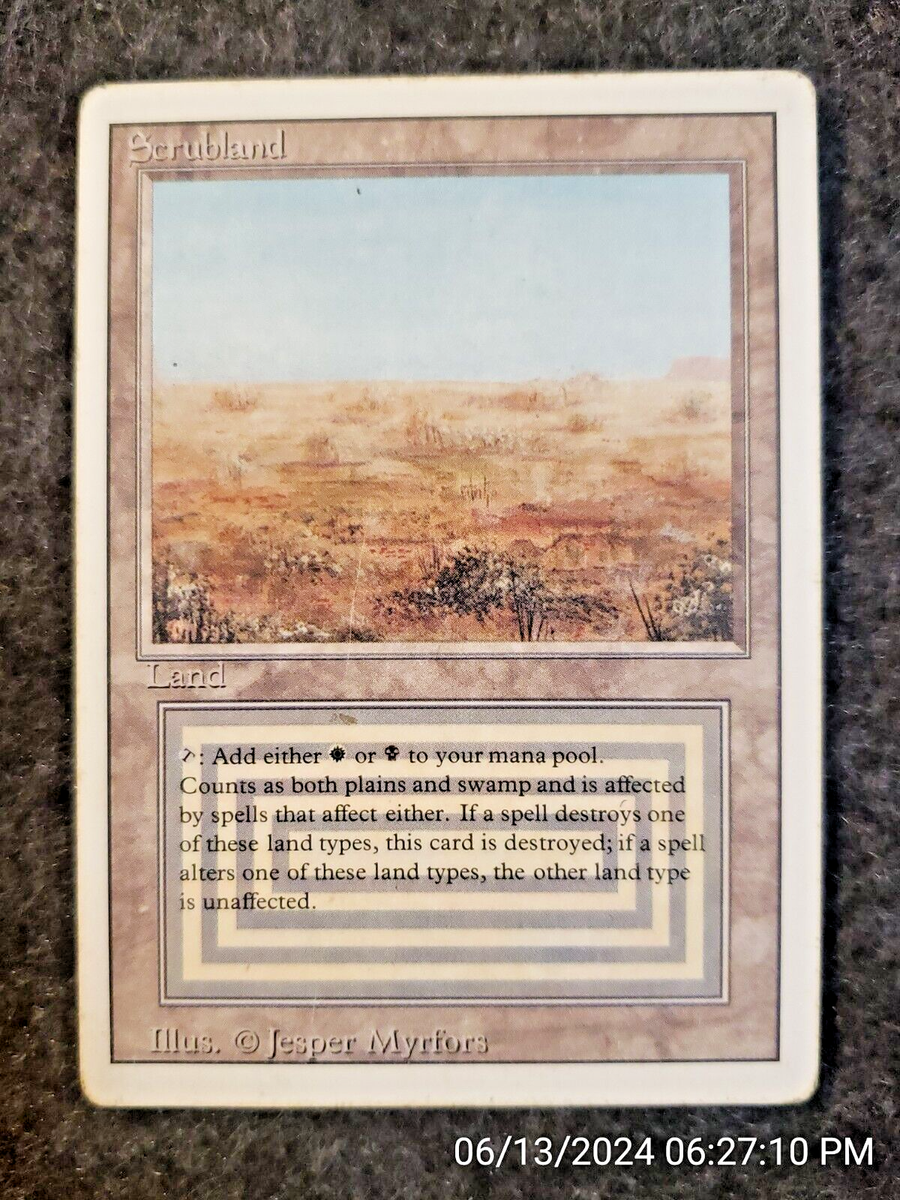 Scrubland
Land
: Add either or to your mana pool.
Counts as both plains and swamp and is affected
by spells that affect either. If a spell destroys one
of these land types, this card is destroyed; if a spell
alters one of these land types, the other land type
is unaffected.
Illus. © Jesper Myrfors
06/13/2024 06:27:10 PM